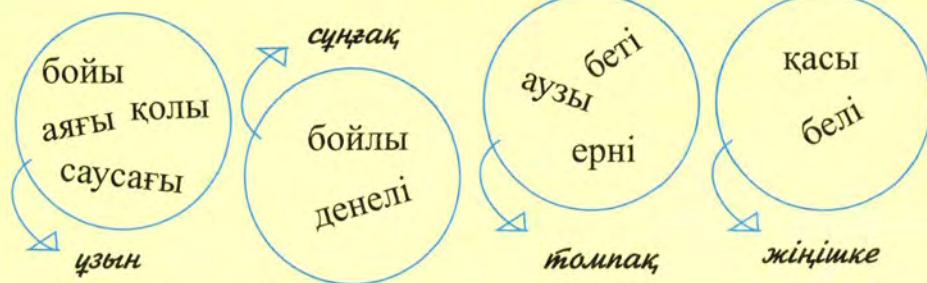 бойы
аяғы қолы
саусағы
ұзын
сұңғақ
бойлы
денелі
аузы беті
ерні
томпақ
қасы
белі
жіңішке